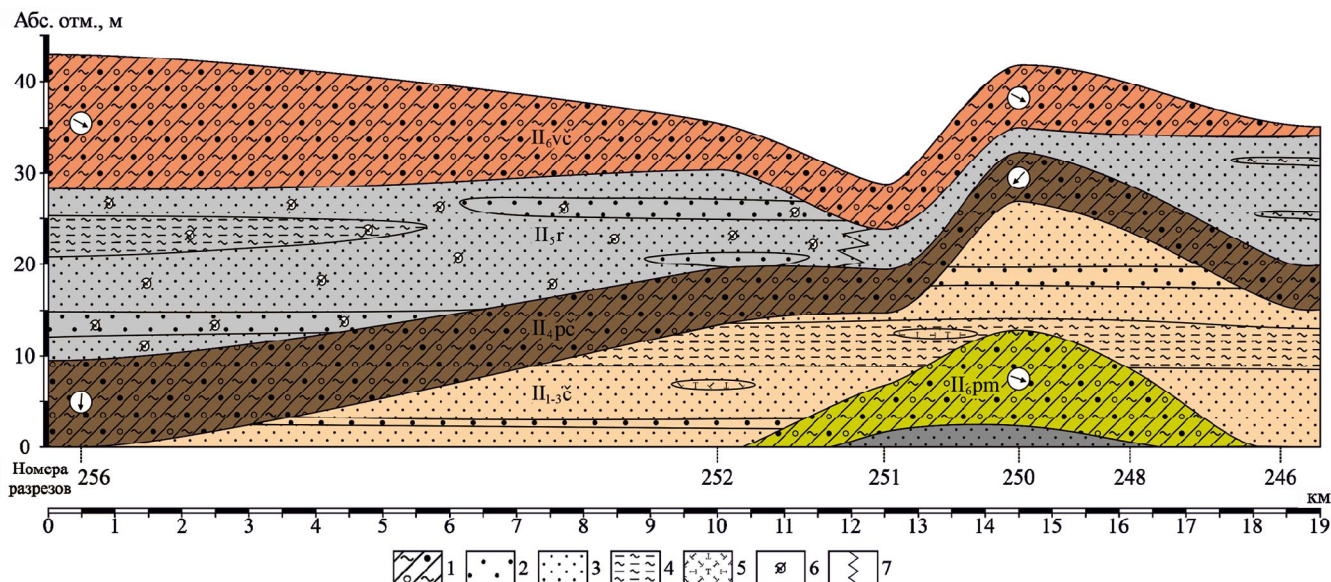 Абс. отм., м
40
30
20
10
0
II₆vč
II₅r
II₄pč
II₁₋₃č
II₆pm
Номера
разрезов
256 252 251 250 248 246
км
0 1 2 3 4 5 6 7 8 9 10 11 12 13 14 15 16 17 18 19
1 2 3 4 5 6 7